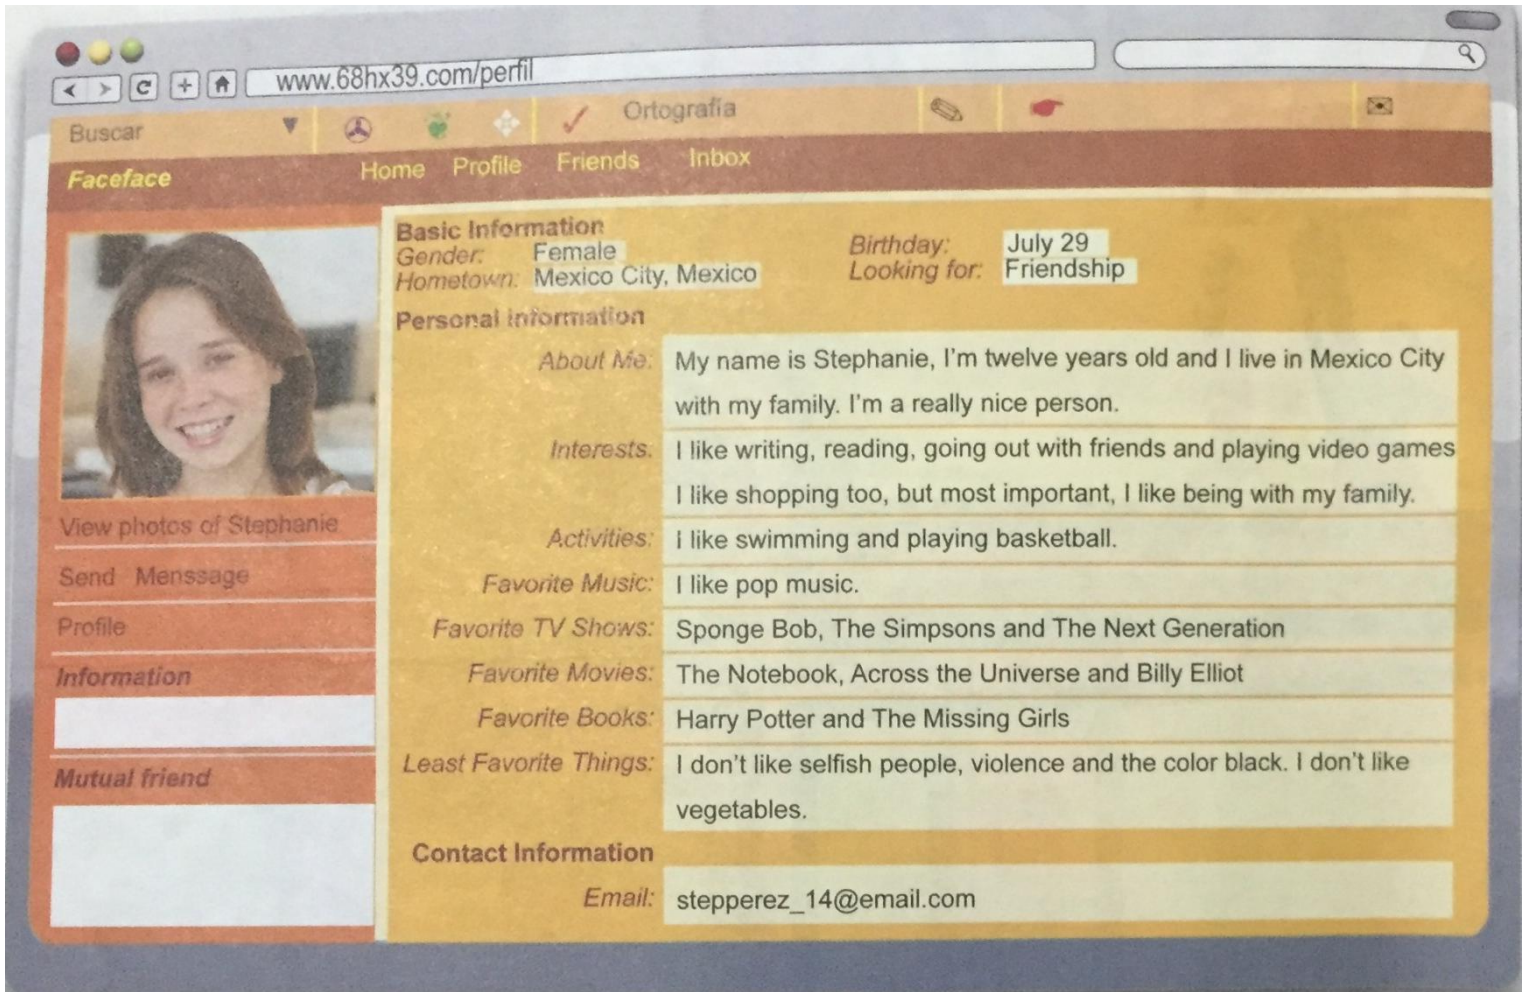 www.68hx39.com/perfil
Buscar
Ortografía
Faceface
Home Profile Friends Inbox
Basic Information
Gender: Female
Hometown: Mexico City, Mexico
Birthday: July 29
Looking for: Friendship
Personal information
About Me: My name is Stephanie, I'm twelve years old and I live in Mexico City
with my family. I'm a really nice person.
Interests: I like writing, reading, going out with friends and playing video games
I like shopping too, but most important, I like being with my family.
Activities: I like swimming and playing basketball.
Favorite Music: I like pop music.
Favorite TV Shows: Sponge Bob, The Simpsons and The Next Generation
Favorite Movies: The Notebook, Across the Universe and Billy Elliot
Favorite Books: Harry Potter and The Missing Girls
Least Favorite Things: I don't like selfish people, violence and the color black. I don't like
vegetables.
Contact Information
Email: stepperez_14@email.com
View photos of Stephanie
Send Menssage
Profile
Information
Mutual friend